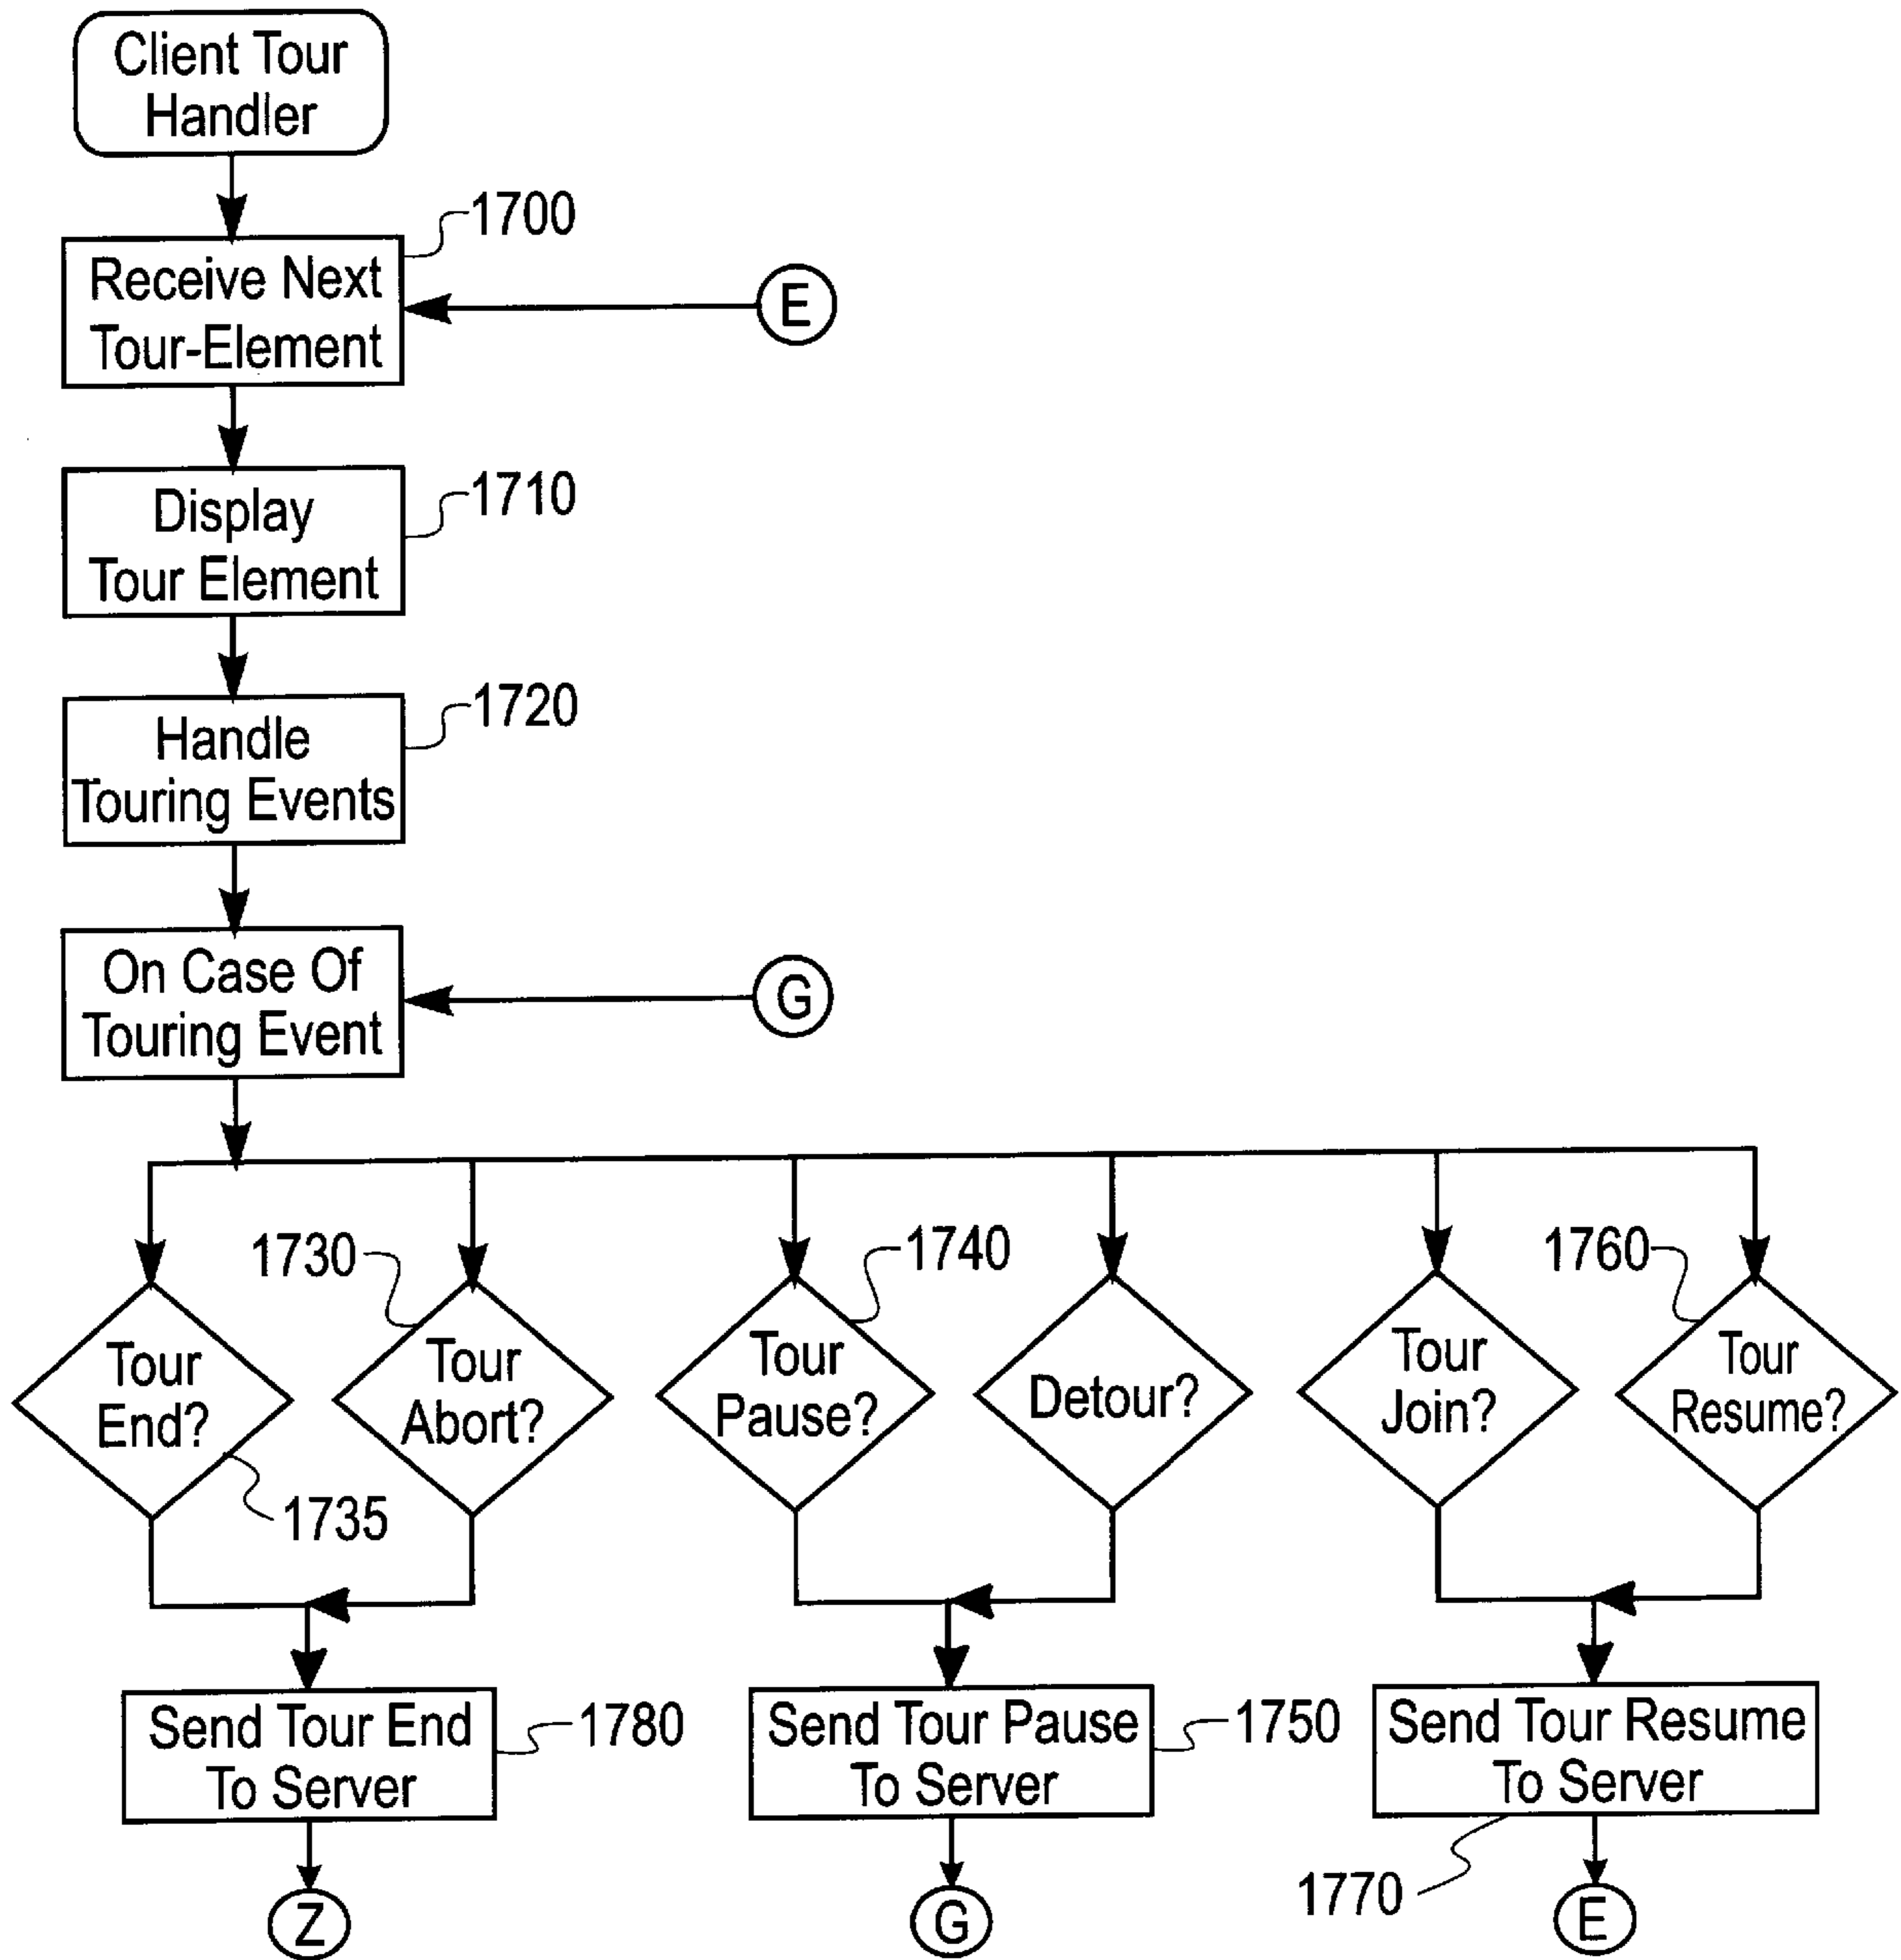 Client Tour
Handler
1700
Receive Next
Tour-Element
E
1710
Display
Tour Element
1720
Handle
Touring Events
On Case Of
Touring Event
G
1730
1740
1760
Tour
End?
Tour
Abort?
Tour
Pause?
Detour?
Tour
Join?
Tour
Resume?
1735
Send Tour End
To Server
1780
Send Tour Pause
To Server
1750
Send Tour Resume
To Server
1770
Z
G
E